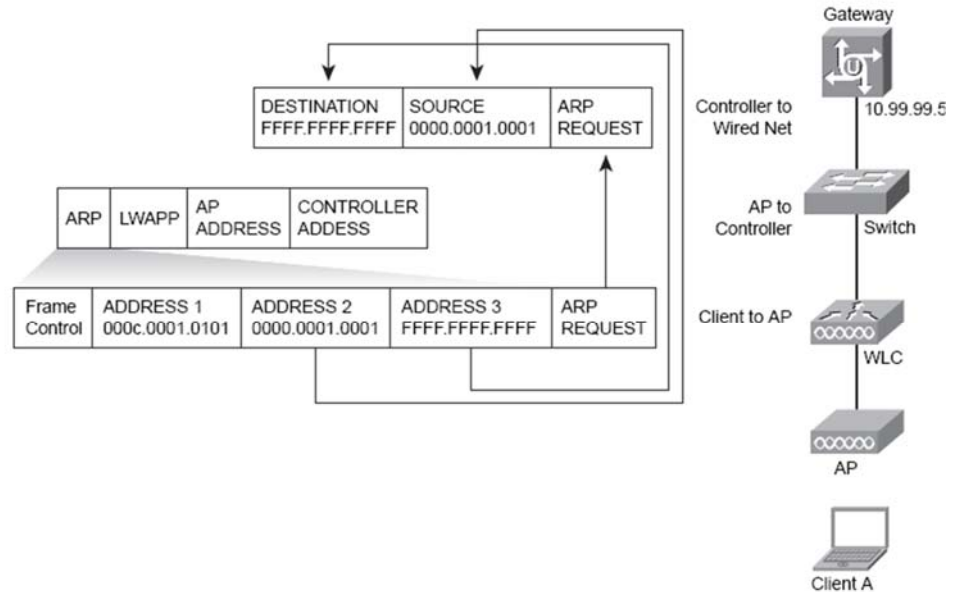 Gateway
DESTINATION
FFFF.FFFF.FFFF
SOURCE
0000.0001.0001
ARP
REQUEST
Controller to
Wired Net
10.99.99.5
ARP
LWAPP
AP
ADDRESS
CONTROLLER
ADDESS
AP to
Controller
Switch
Frame
Control
ADDRESS 1
000c.0001.0101
ADDRESS 2
0000.0001.0001
ADDRESS 3
FFFF.FFFF.FFFF
ARP
REQUEST
Client to AP
WLC
AP
Client A